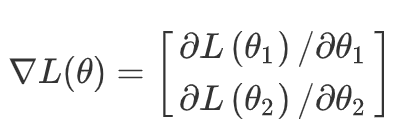 ∇L(θ) = [ ∂L (θ₁) /∂θ₁
∂L (θ₂) /∂θ₂ ]